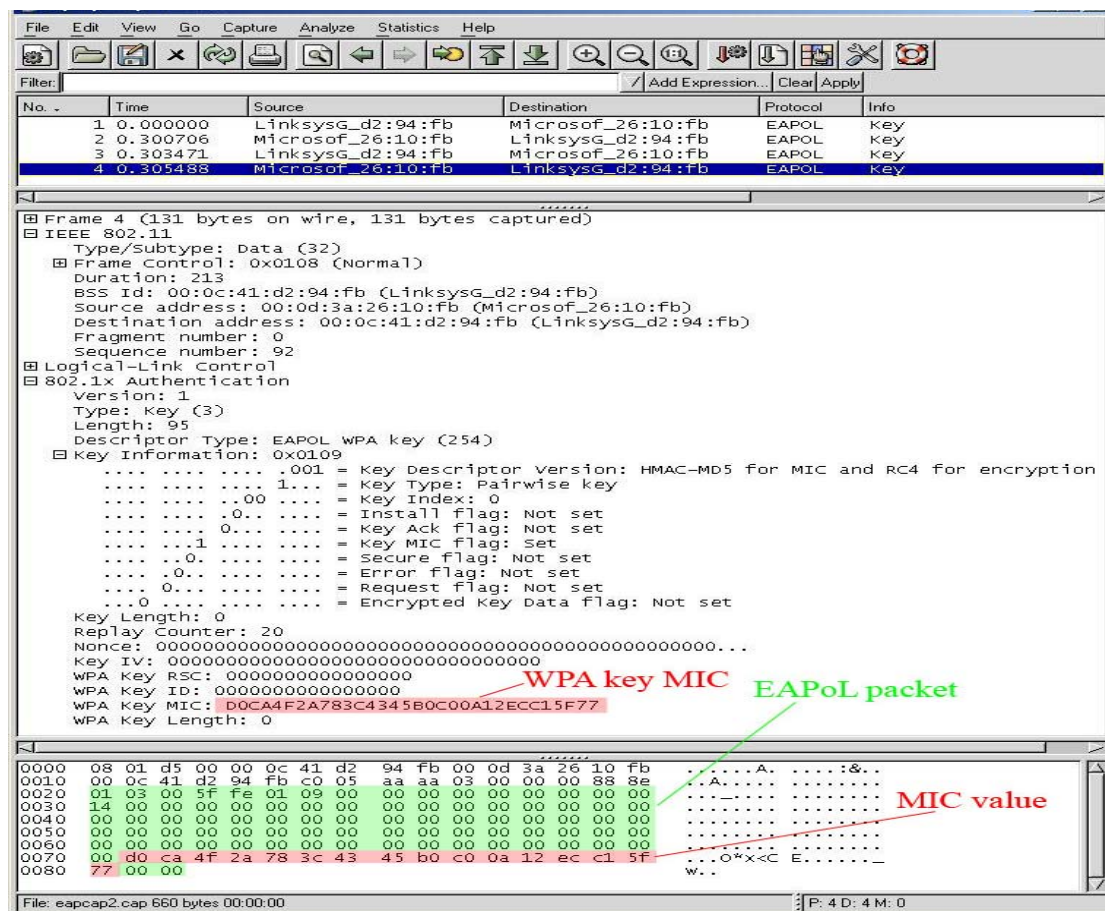 File Edit View Go Capture Analyze Statistics Help
Filter: Add Expression... Clear Apply
No. . Time Source Destination Protocol Info
1 0.000000 LinksysG_d2:94:fb Microsof_26:10:fb EAPOL Key
2 0.300706 Microsof_26:10:fb LinksysG_d2:94:fb EAPOL Key
3 0.303471 LinksysG_d2:94:fb Microsof_26:10:fb EAPOL Key
4 0.305488 Microsof_26:10:fb LinksysG_d2:94:fb EAPOL Key
Frame 4 (131 bytes on wire, 131 bytes captured)
IEEE 802.11
Type/Subtype: Data (32)
Frame Control: 0x0108 (Normal)
Duration: 213
BSS Id: 00:0c:41:d2:94:fb (LinksysG_d2:94:fb)
Source address: 00:0d:3a:26:10:fb (Microsof_26:10:fb)
Destination address: 00:0c:41:d2:94:fb (LinksysG_d2:94:fb)
Fragment number: 0
Sequence number: 92
Logical-Link Control
802.1x Authentication
Version: 1
Type: Key (3)
Length: 95
Descriptor Type: EAPOL WPA key (254)
Key Information: 0x0109
.... .... .... .001 = Key Descriptor Version: HMAC-MD5 for MIC and RC4 for encryption
.... .... .... 1... = Key Type: Pairwise key
.... .... ..00 .... = Key Index: 0
.... .... .0.. .... = Install flag: Not set
.... .... 0... .... = Key Ack flag: Not set
.... ...1 .... .... = Key MIC flag: Set
.... ..0. .... .... = Secure flag: Not set
.... .0.. .... .... = Error flag: Not set
.... 0... .... .... = Request flag: Not set
...0 .... .... .... = Encrypted Key Data flag: Not set
Key Length: 0
Replay Counter: 20
Nonce: 0000000000000000000000000000000000000000000000000000...
Key IV: 00000000000000000000000000000000
WPA Key RSC: 0000000000000000
WPA Key ID: 0000000000000000
WPA key MIC
EAPoL packet
WPA Key MIC: D0CA4F2A783C4345B0C00A12ECC15F77
WPA Key Length: 0
0000 08 01 d5 00 00 0c 41 d2 94 fb 00 0d 3a 26 10 fb ......A. ....:&..
0010 00 0c 41 d2 94 fb c0 05 aa aa 03 00 00 00 88 8e ..A..... ........
0020 01 03 00 5f fe 01 09 00 00 00 00 00 00 00 00 00 ..._.... ........
0030 14 00 00 00 00 00 00 00 00 00 00 00 00 00 00 00 ........ ........
0040 00 00 00 00 00 00 00 00 00 00 00 00 00 00 00 00 ........ ........
0050 00 00 00 00 00 00 00 00 00 00 00 00 00 00 00 00 ........ ........
0060 00 00 00 00 00 00 00 00 00 00 00 00 00 00 00 00 ........ ........
0070 00 d0 ca 4f 2a 78 3c 43 45 b0 c0 0a 12 ec c1 5f ...O*x<C E......_
0080 77 00 00 w..
MIC value
File: eapcap2.cap 660 bytes 00:00:00 P: 4 D: 4 M: 0